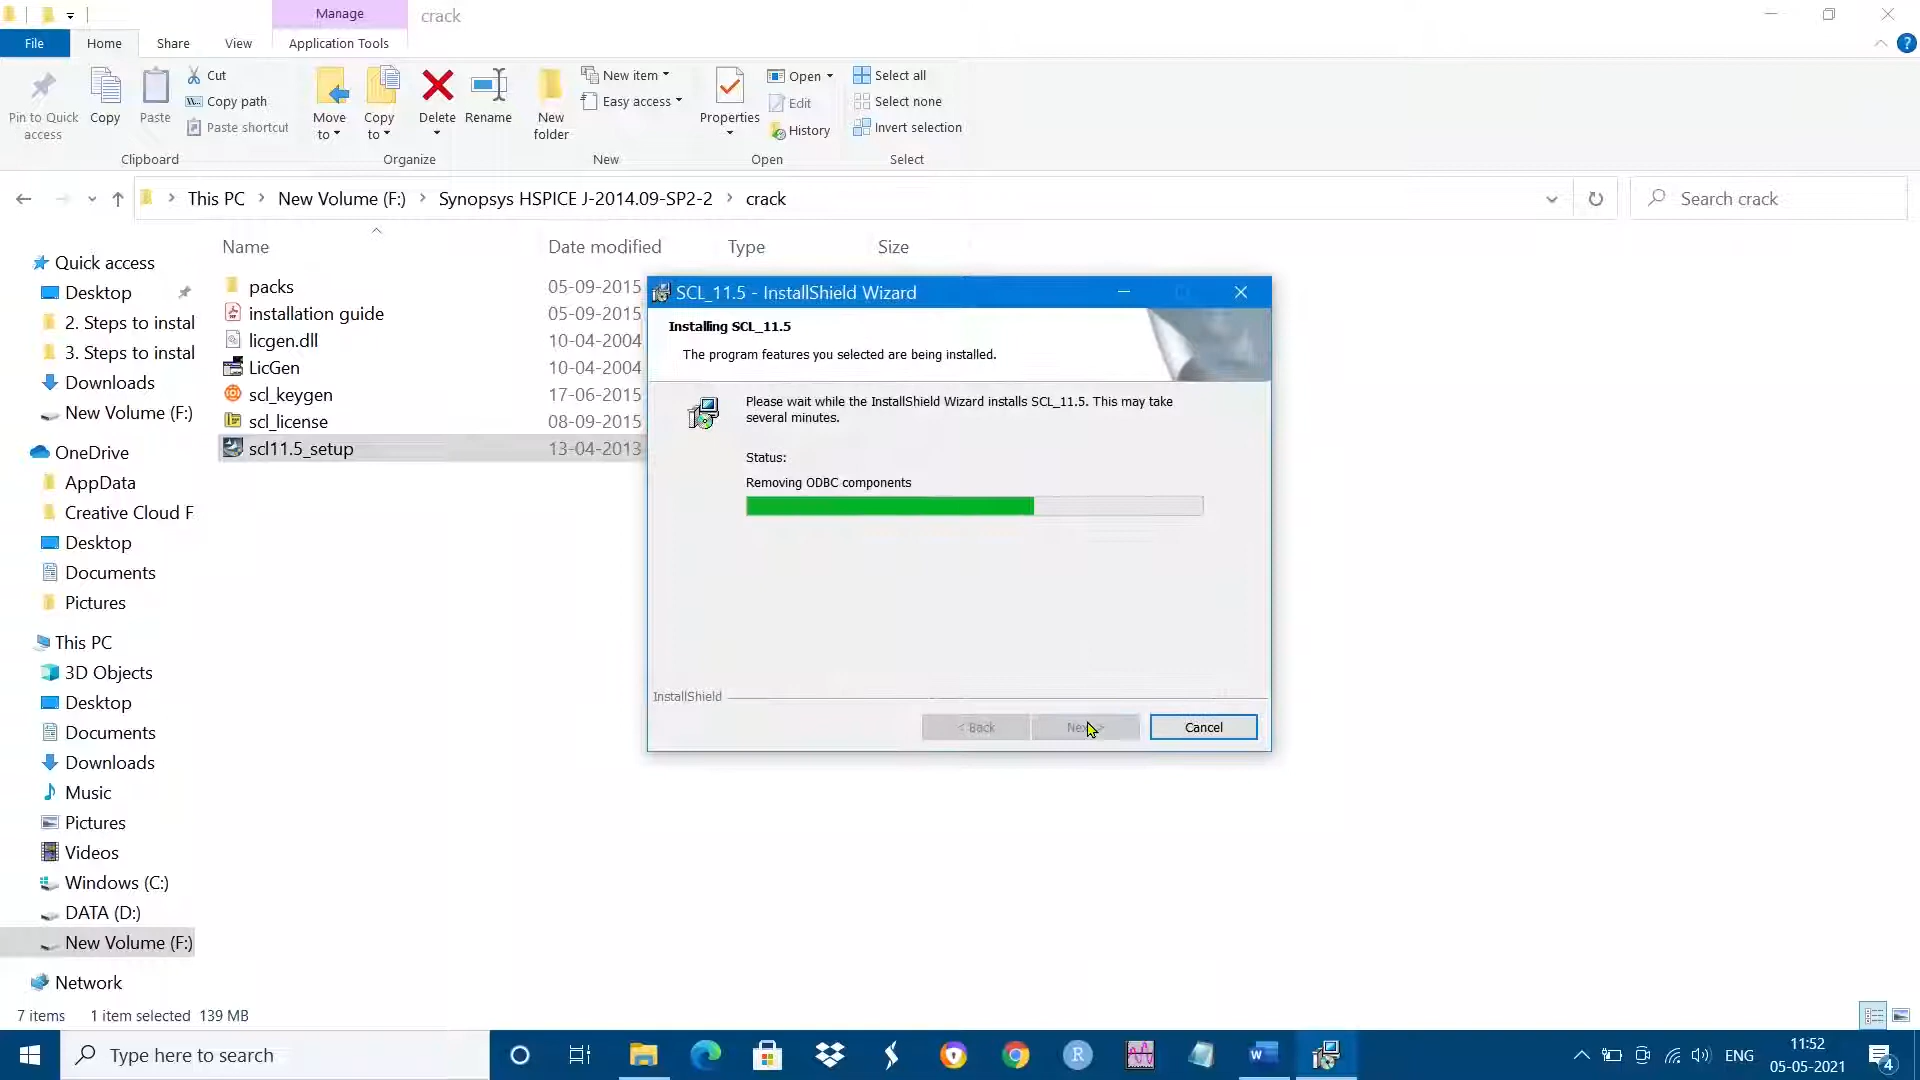 Manage
crack
File
Home
Share
View
Application Tools
Pin to Quick
access
Copy
Paste
Cut
Copy path
Paste shortcut
Clipboard
Move
to
Copy
to
Delete
Rename
Organize
New
folder
New item
Easy access
New
Properties
Open
Edit
History
Open
Select all
Select none
Invert selection
Select
This PC > New Volume (F:) > Synopsys HSPICE J-2014.09-SP2-2 > crack
Search crack
Name
Date modified
Type
Size
packs 05-09-2015
installation guide 05-09-2015
licgen.dll 10-04-2004
LicGen 10-04-2004
scl_keygen 17-06-2015
scl_license 08-09-2015
scl11.5_setup 13-04-2013
Quick access
Desktop
2. Steps to instal
3. Steps to instal
Downloads
New Volume (F:)
OneDrive
AppData
Creative Cloud F
Desktop
Documents
Pictures
This PC
3D Objects
Desktop
Documents
Downloads
Music
Pictures
Videos
Windows (C:)
DATA (D:)
New Volume (F:)
Network
SCL_11.5 - InstallShield Wizard
Installing SCL_11.5
The program features you selected are being installed.
Please wait while the InstallShield Wizard installs SCL_11.5. This may take
several minutes.
Status:
Removing ODBC components
InstallShield
< Back
Cancel
7 items
1 item selected 139 MB
Type here to search
R
W
ENG
11:52
05-05-2021
4